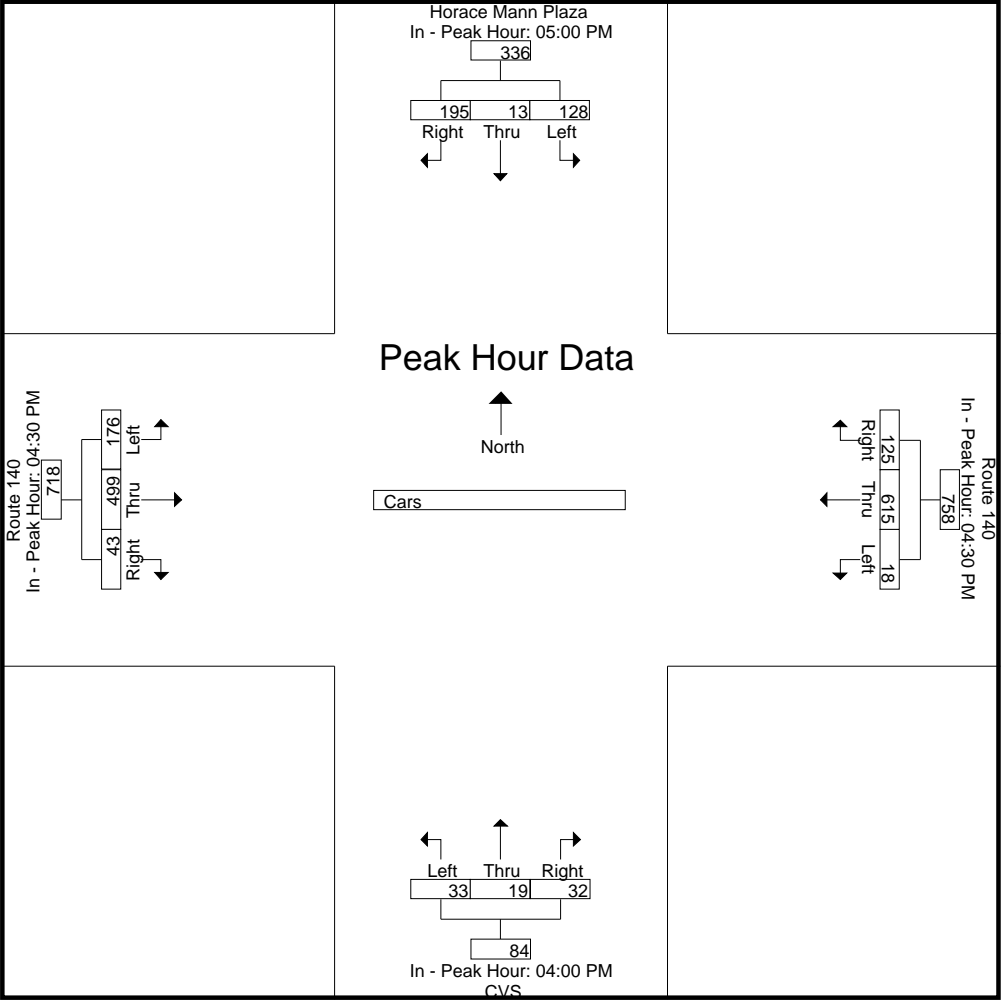 Horace Mann Plaza
In - Peak Hour: 05:00 PM
336
195 13 128
Right Thru Left
Peak Hour Data
North
Cars
Route 140
In - Peak Hour: 04:30 PM
718
176 499 43
Left Thru Right
Route 140
In - Peak Hour: 04:30 PM
758
125 615 18
Right Thru Left
Left Thru Right
33 19 32
84
In - Peak Hour: 04:00 PM
CVS